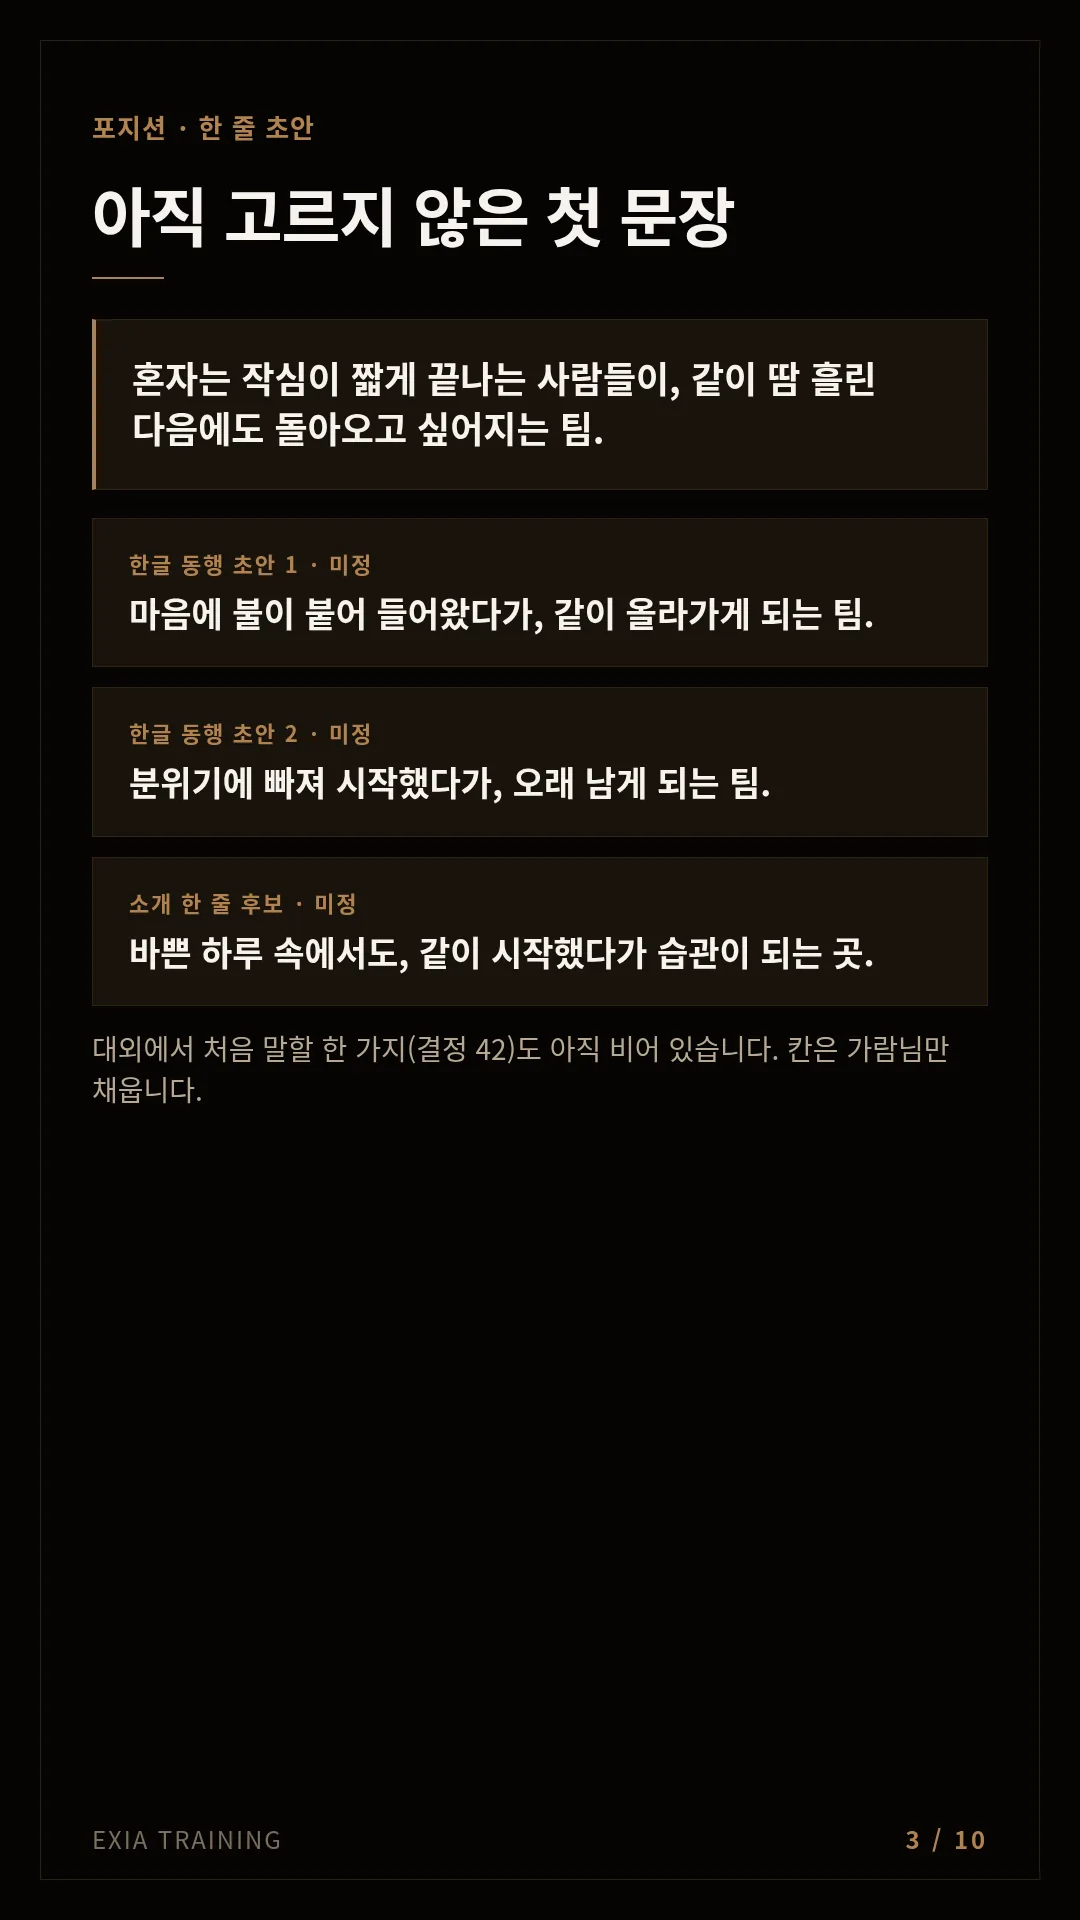 포지션 · 한 줄 초안
아직 고르지 않은 첫 문장
혼자는 작심이 짧게 끝나는 사람들이, 같이 땀 흘린
다음에도 돌아오고 싶어지는 팀.
한글 동행 초안 1 · 미정
마음에 불이 붙어 들어왔다가, 같이 올라가게 되는 팀.
한글 동행 초안 2 · 미정
분위기에 빠져 시작했다가, 오래 남게 되는 팀.
소개 한 줄 후보 · 미정
바쁜 하루 속에서도, 같이 시작했다가 습관이 되는 곳.
대외에서 처음 말할 한 가지(결정 42)도 아직 비어 있습니다. 칸은 가람님만
채웁니다.
EXIA TRAINING
3 / 10